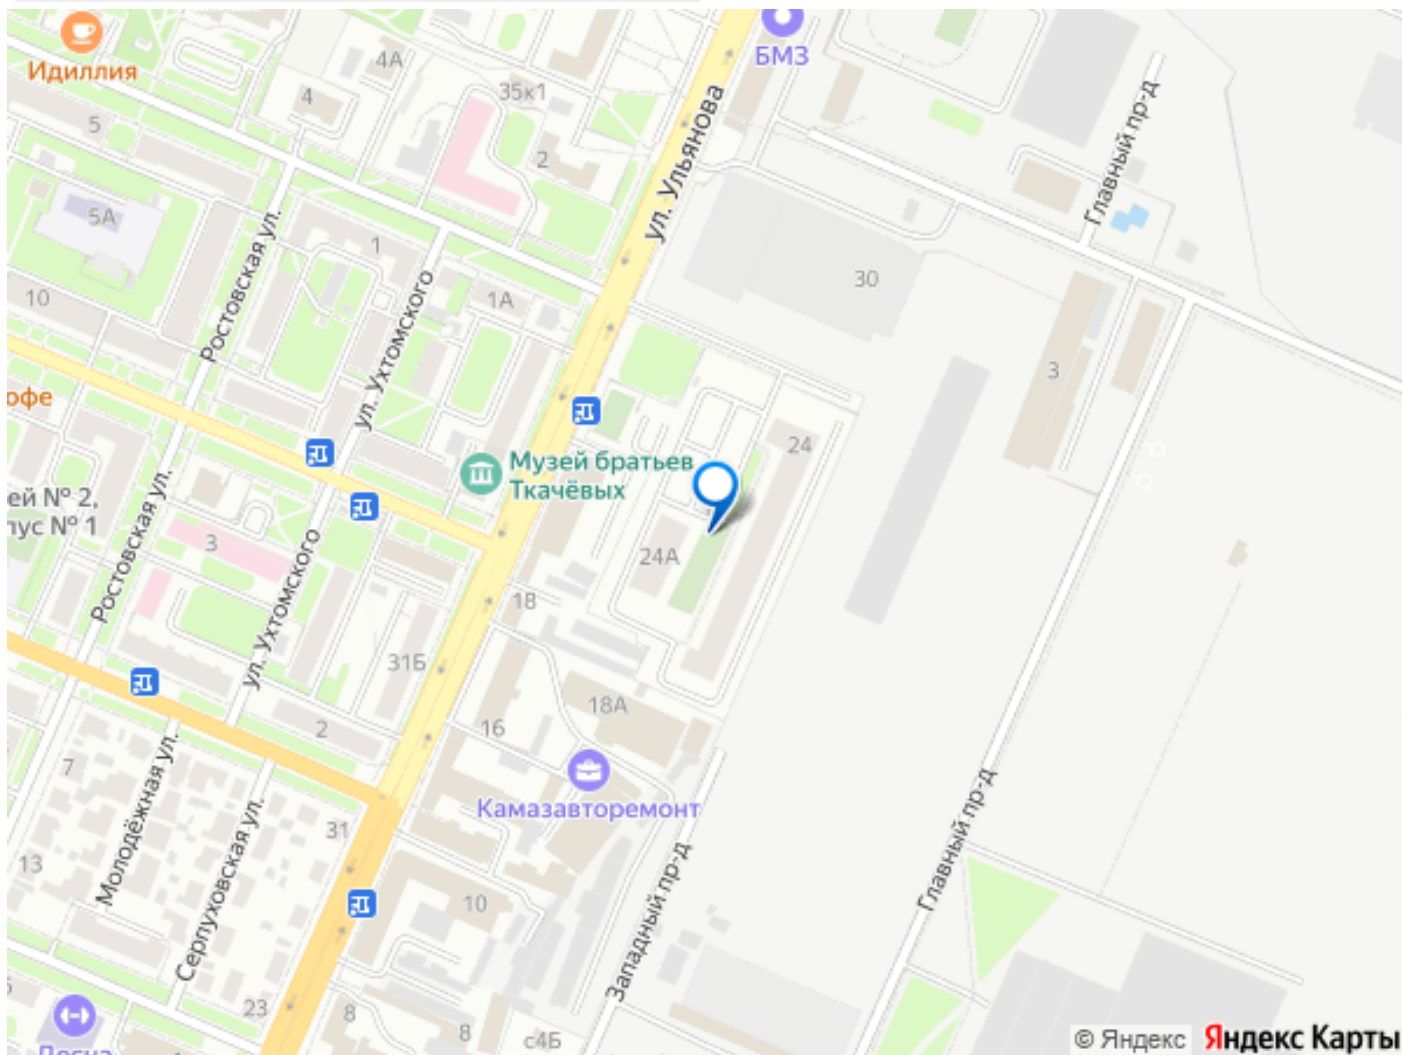 БМЗ
Идиллия
4А
4
35к1
5
2
ул. Ульянова
Главный пр-д
5А
Ростовская ул.
1
ул. Ухтомского
1А
10
30
3
офе
24
Музей братьев
Ткачёвых
ей № 2,
пус № 1
Ростовская ул.
3
ул. Ухтомского
24А
18
31Б
18А
16
2
7
Молодёжная ул.
Камазавторемонт
31
Серпуховская ул.
13
10
Западный пр-д
Главный пр-д
23
8
8
с4Б
© Яндекс Яндекс Карты